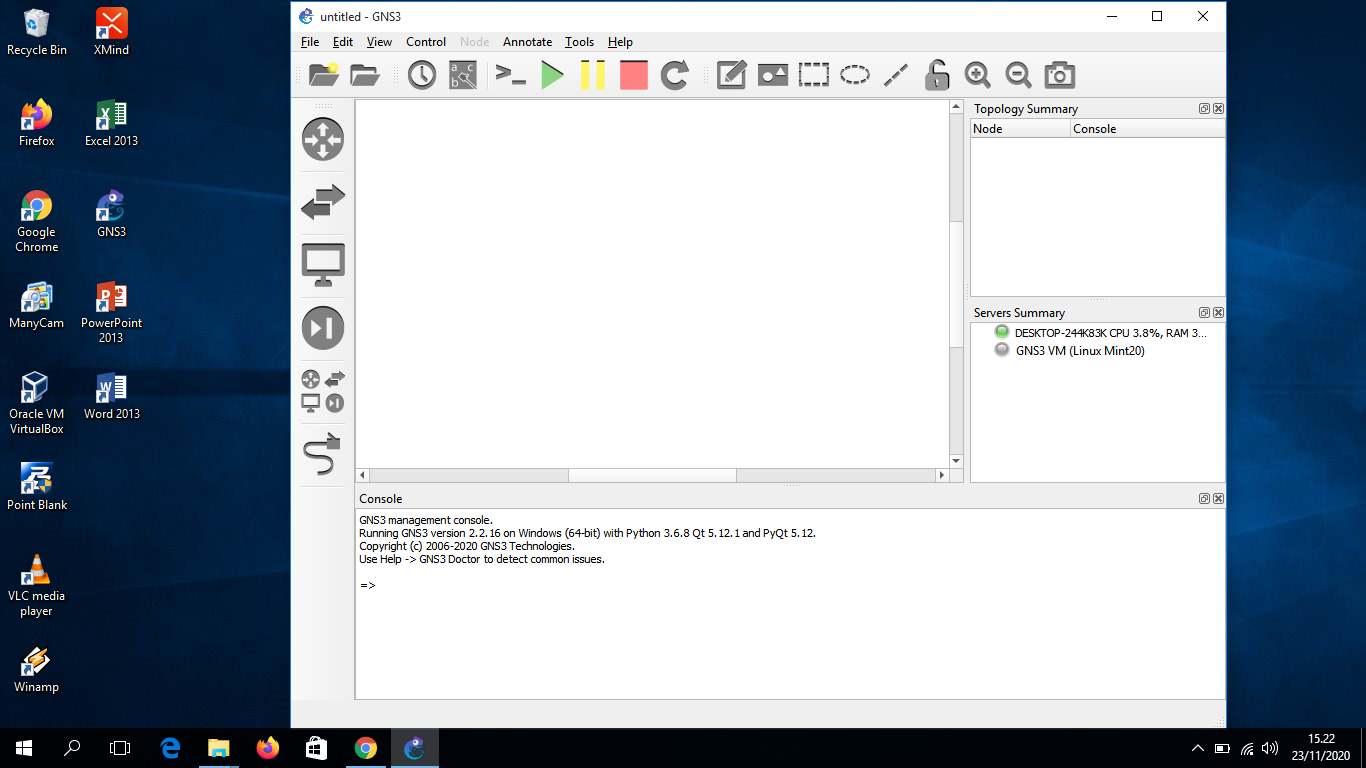 Recycle Bin
XMind
Firefox
Excel 2013
Google
Chrome
GNS3
ManyCam
PowerPoint
2013
Oracle VM
VirtualBox
Word 2013
Point Blank
VLC media
player
Winamp
untitled - GNS3
File Edit View Control Node Annotate Tools Help
Topology Summary
Node Console
Servers Summary
DESKTOP-244K83K CPU 3.8%, RAM 3...
GNS3 VM (Linux Mint20)
Console
GNS3 management console.
Running GNS3 version 2.2.16 on Windows (64-bit) with Python 3.6.8 Qt 5.12.1 and PyQt 5.12.
Copyright (c) 2006-2020 GNS3 Technologies.
Use Help -> GNS3 Doctor to detect common issues.
=>
15.22
23/11/2020